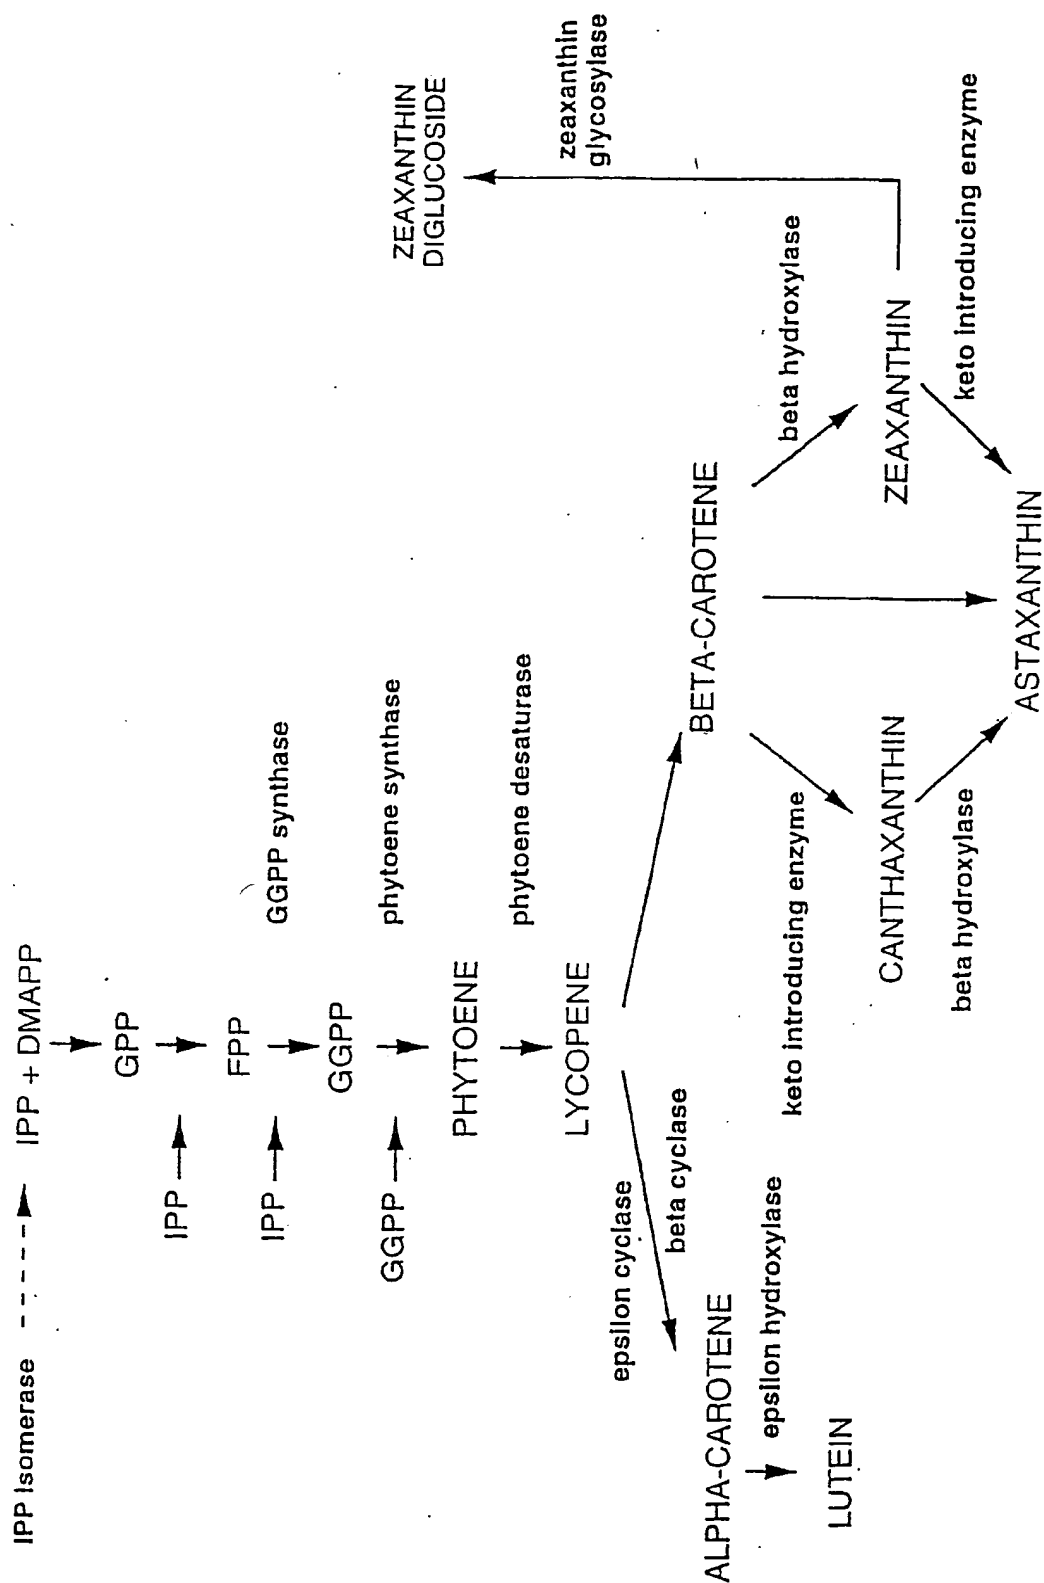 IPP Isomerase
IPP + DMAPP
GPP
IPP
FPP
IPP
GGPP synthase
GGPP
GGPP
phytoene synthase
PHYTOENE
phytoene desaturase
LYCOPENE
epsilon cyclase
beta cyclase
ALPHA-CAROTENE
BETA-CAROTENE
epsilon hydroxylase
LUTEIN
keto introducing enzyme
beta hydroxylase
CANTHAXANTHIN
ZEAXANTHIN
beta hydroxylase
keto introducing enzyme
ASTAXANTHIN
zeaxanthin
glycosylase
ZEAXANTHIN
DIGLUCOSIDE